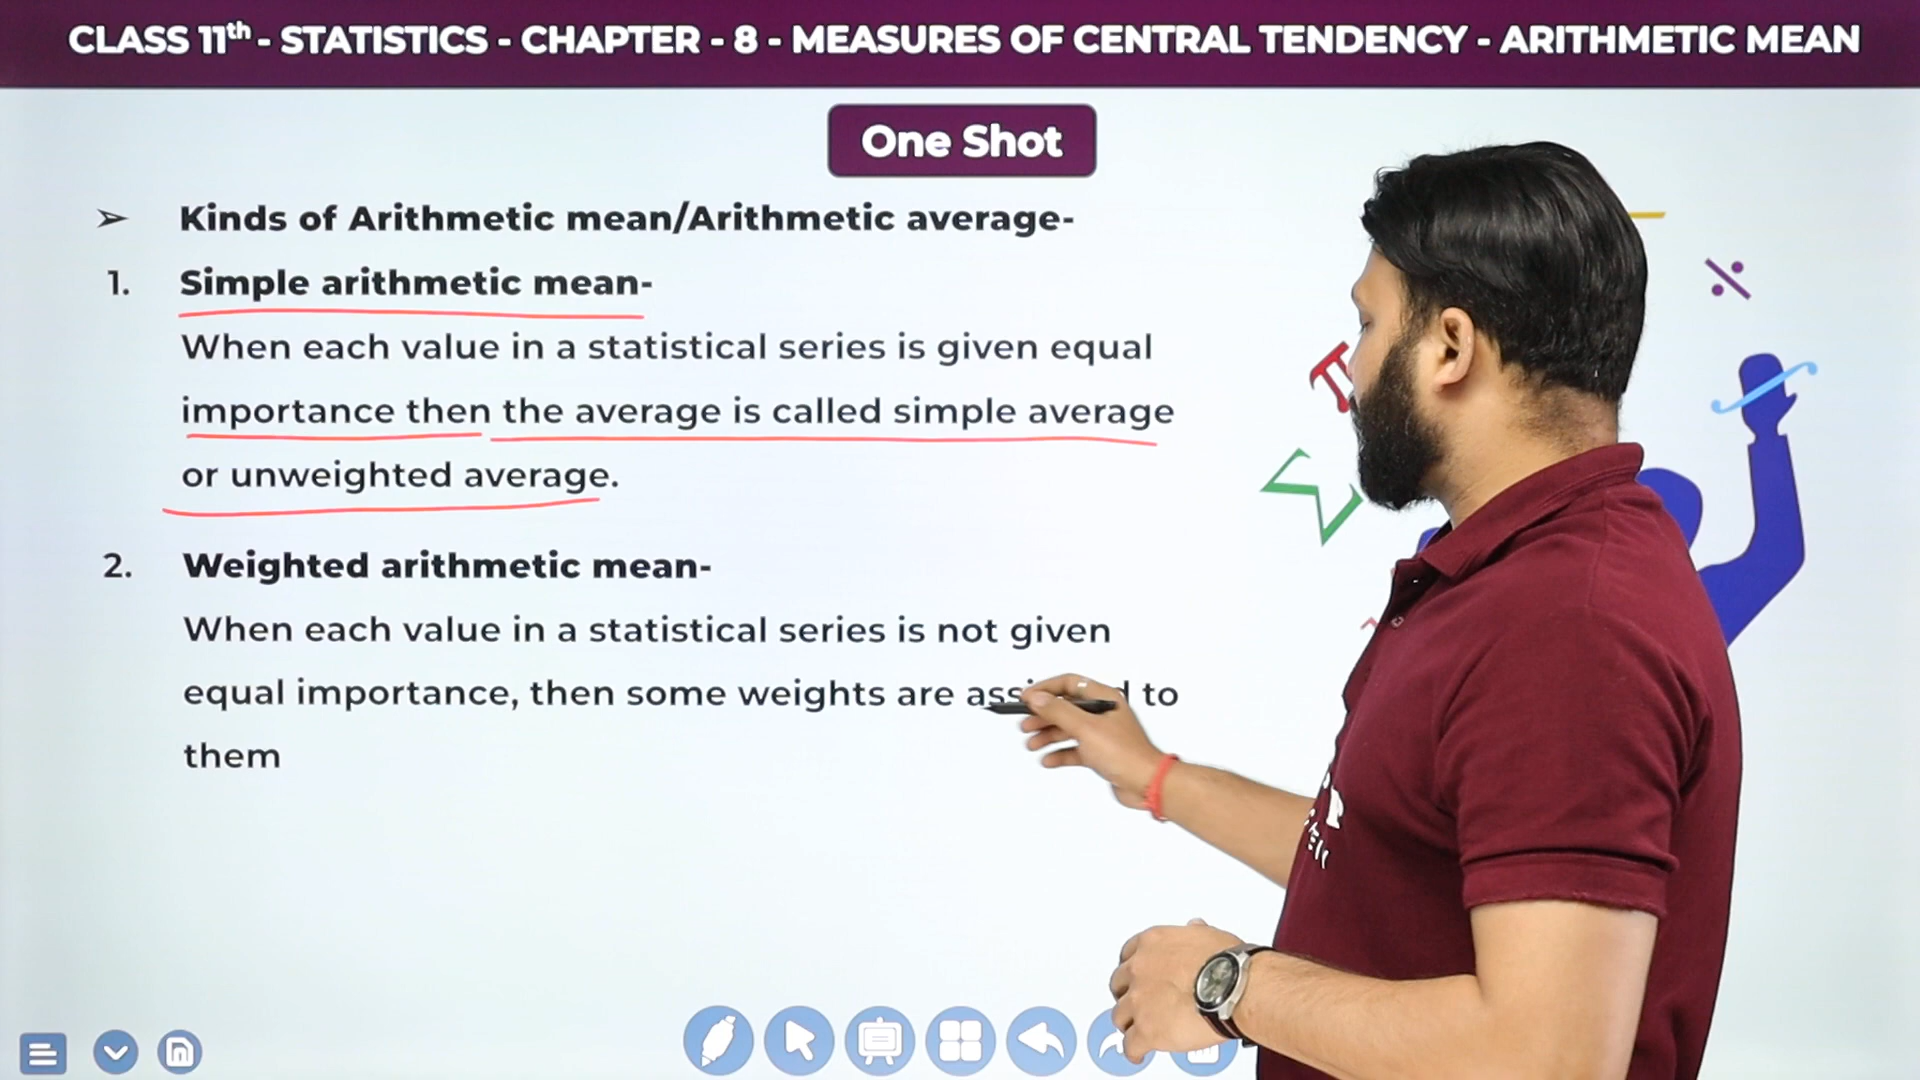 CLASS 11th - STATISTICS - CHAPTER - 8 - MEASURES OF CENTRAL TENDENCY - ARITHMETIC MEAN
One Shot
➢ Kinds of Arithmetic mean/Arithmetic average-
1. Simple arithmetic mean-
When each value in a statistical series is given equal
importance then the average is called simple average
or unweighted average.
2. Weighted arithmetic mean-
When each value in a statistical series is not given
equal importance, then some weights are to
them